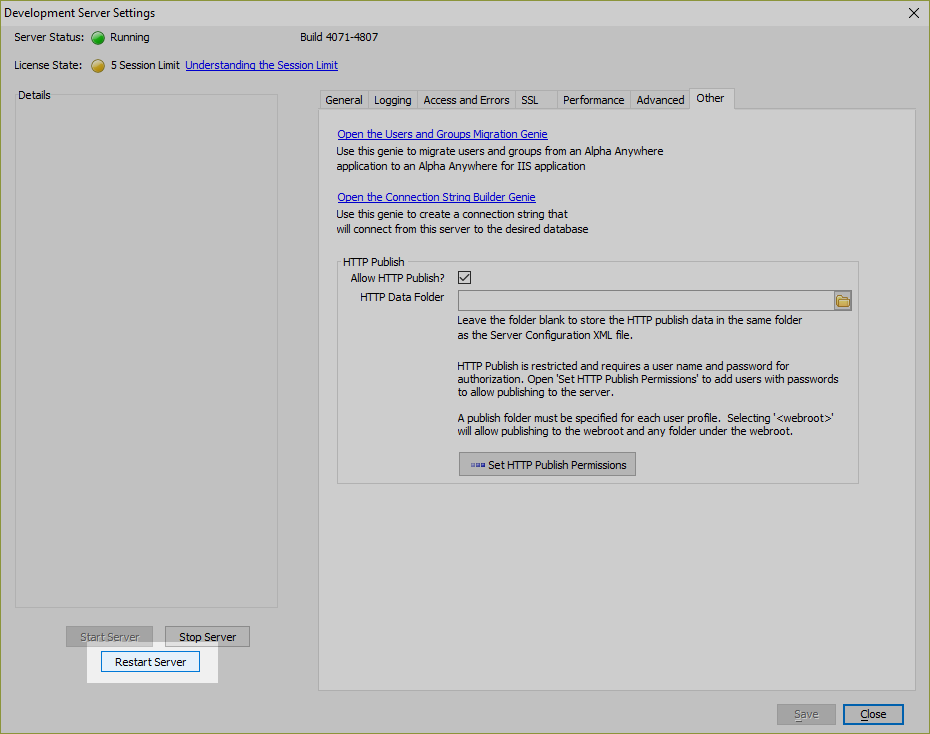 Development Server Settings
Server Status: Running
Build 4071-4807
License State: 5 Session Limit Understanding the Session Limit
Details
General Logging Access and Errors SSL Performance Advanced Other
Open the Users and Groups Migration Genie
Use this genie to migrate users and groups from an Alpha Anywhere
application to an Alpha Anywhere for IIS application
Open the Connection String Builder Genie
Use this genie to create a connection string that
will connect from this server to the desired database
HTTP Publish
Allow HTTP Publish?
HTTP Data Folder
Leave the folder blank to store the HTTP publish data in the same folder
as the Server Configuration XML file.
HTTP Publish is restricted and requires a user name and password for
authorization. Open 'Set HTTP Publish Permissions' to add users with passwords
to allow publishing to the server.
A publish folder must be specified for each user profile. Selecting '<webroot>'
will allow publishing to the webroot and any folder under the webroot.
Set HTTP Publish Permissions
Start Server
Stop Server
Restart Server
Save
Close